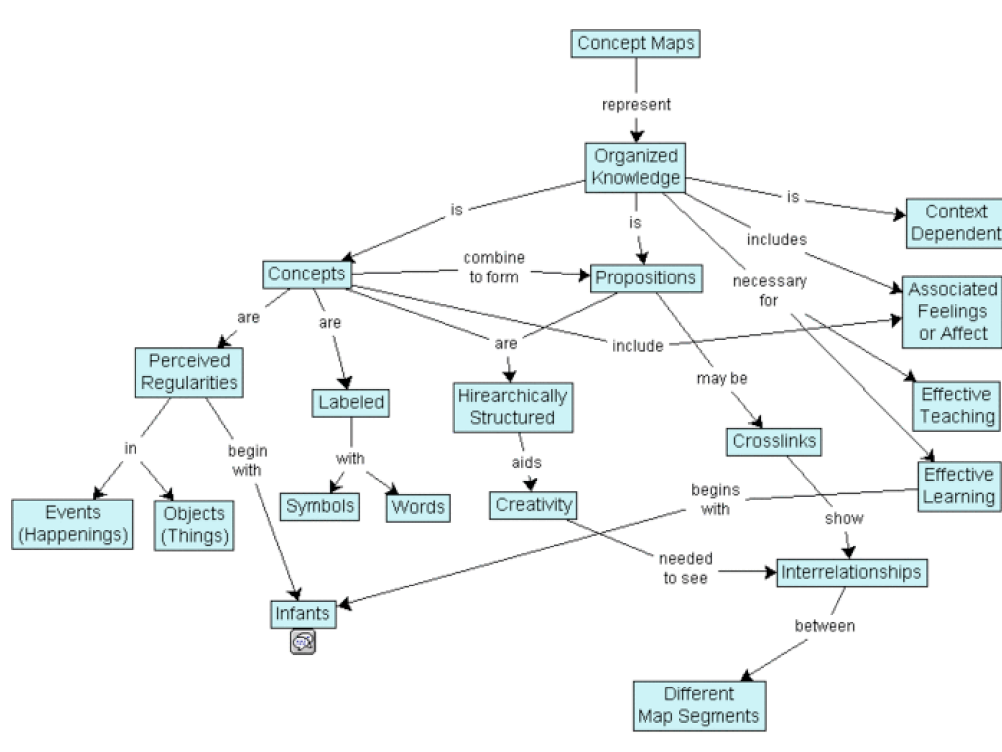 Concept Maps
represent
Organized
Knowledge
is
is
is
Context
Dependent
includes
combine
to form
necessary
for
Concepts
Propositions
Associated
Feelings
or Affect
are
are
are
include
Perceived
Regularities
may be
Labeled
Hirearchically
Structured
Effective
Teaching
Crosslinks
in
begin
with
with
aids
Effective
Learning
Symbols
Words
Creativity
begins
with
Events
(Happenings)
Objects
(Things)
show
needed
to see
Interrelationships
Infants
between
Different
Map Segments